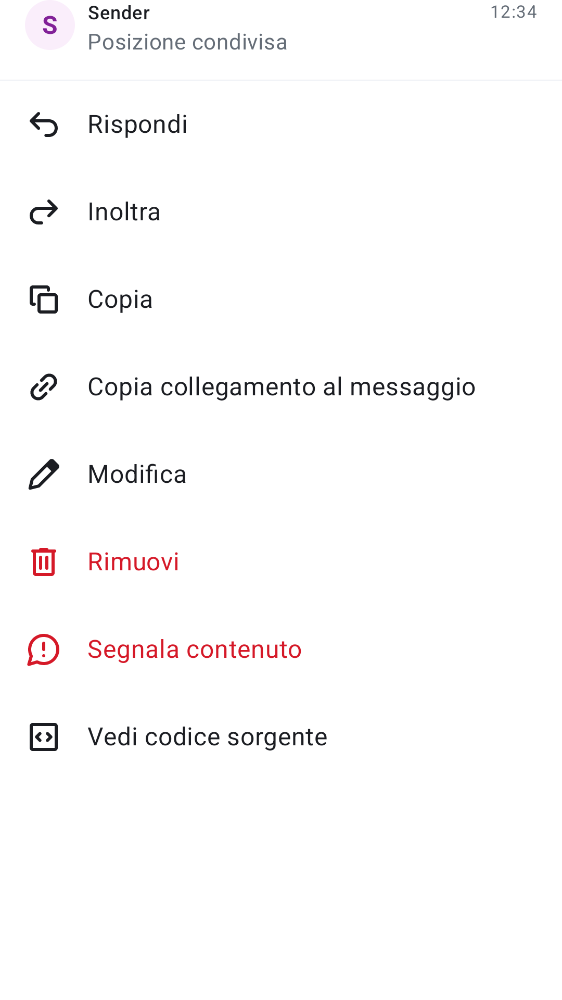 S
Sender
12:34
Posizione condivisa
Rispondi
Inoltra
Copia
Copia collegamento al messaggio
Modifica
Rimuovi
Segnala contenuto
Vedi codice sorgente